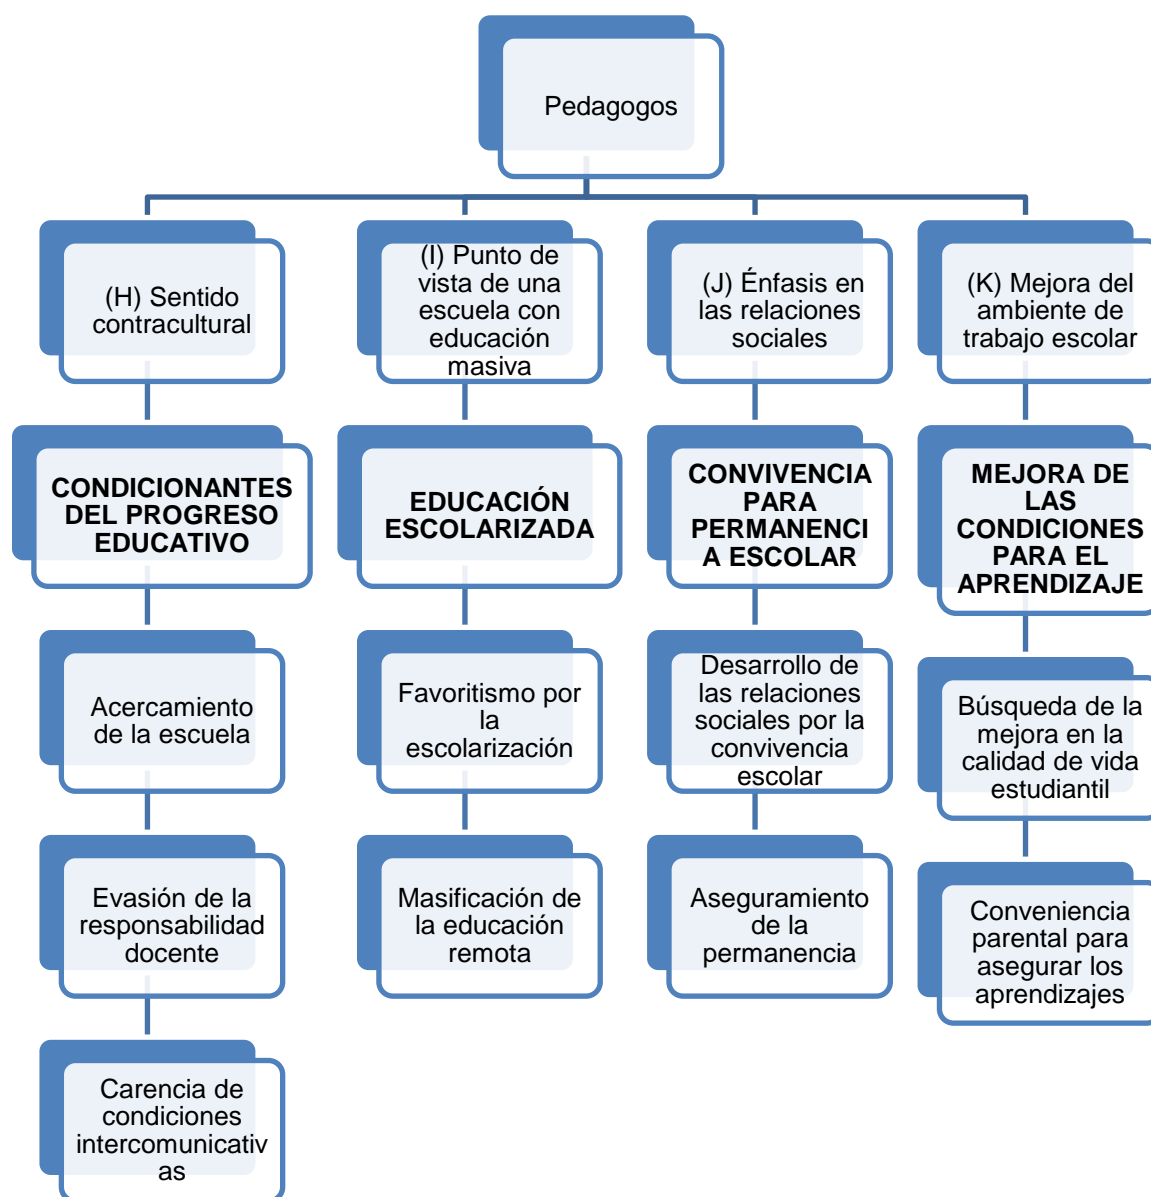 Pedagogos
(H) Sentido
contracultural
(I) Punto de
vista de una
escuela con
educación
masiva
(J) Énfasis en
las relaciones
sociales
(K) Mejora del
ambiente de
trabajo escolar
CONDICIONANTES
DEL PROGRESO
EDUCATIVO
EDUCACIÓN
ESCOLARIZADA
CONVIVENCIA
PARA
PERMANENCI
A ESCOLAR
MEJORA DE
LAS
CONDICIONES
PARA EL
APRENDIZAJE
Acercamiento
de la escuela
Favoritismo por
la
escolarización
Desarrollo de
las relaciones
sociales por la
convivencia
escolar
Búsqueda de la
mejora en la
calidad de vida
estudiantil
Evasión de la
responsabilidad
docente
Masificación de
la educación
remota
Aseguramiento
de la
permanencia
Conveniencia
parental para
asegurar los
aprendizajes
Carencia de
condiciones
intercomunicativ
as